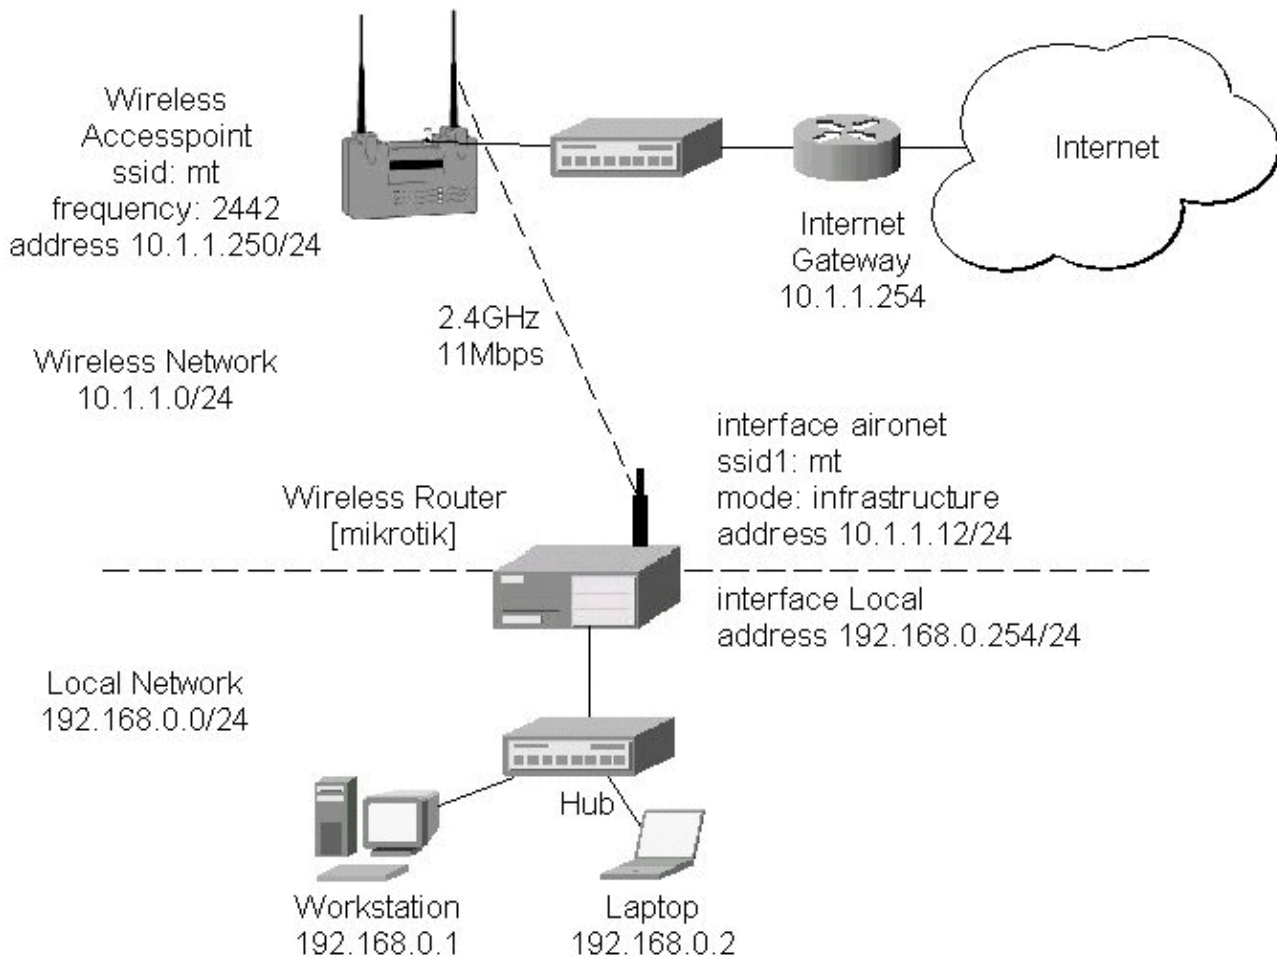 Wireless
Accesspoint
ssid: mt
frequency: 2442
address 10.1.1.250/24
Internet
Internet
Gateway
10.1.1.254
2.4GHz
11Mbps
Wireless Network
10.1.1.0/24
interface aironet
ssid1: mt
mode: infrastructure
address 10.1.1.12/24
Wireless Router
[mikrotik]
interface Local
address 192.168.0.254/24
Local Network
192.168.0.0/24
Hub
Workstation
192.168.0.1
Laptop
192.168.0.2